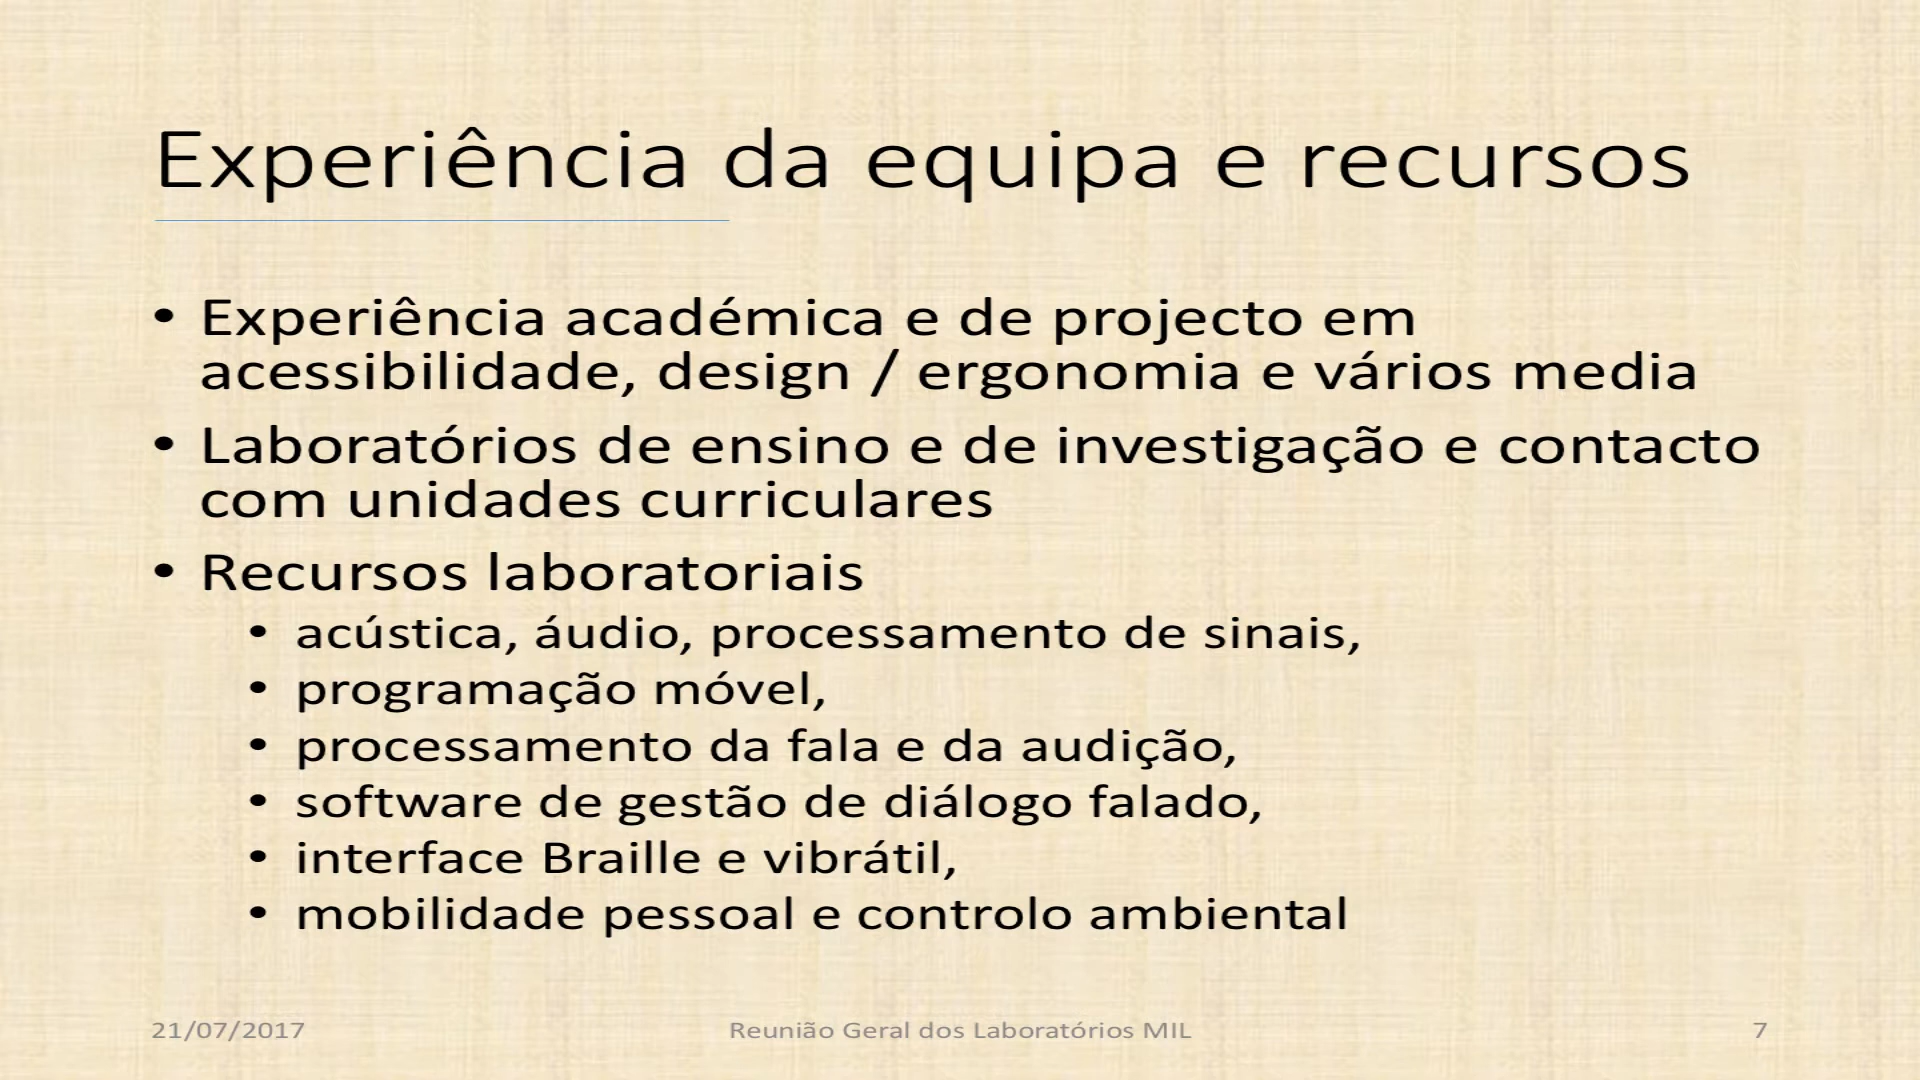 Experiência da equipa e recursos
• Experiência académica e de projecto em
acessibilidade, design / ergonomia e vários media
• Laboratórios de ensino e de investigação e contacto
com unidades curriculares
• Recursos laboratoriais
• acústica, áudio, processamento de sinais,
• programação móvel,
• processamento da fala e da audição,
• software de gestão de diálogo falado,
• interface Braille e vibrátil,
• mobilidade pessoal e controlo ambiental
21/07/2017
Reunião Geral dos Laboratórios MIL
7